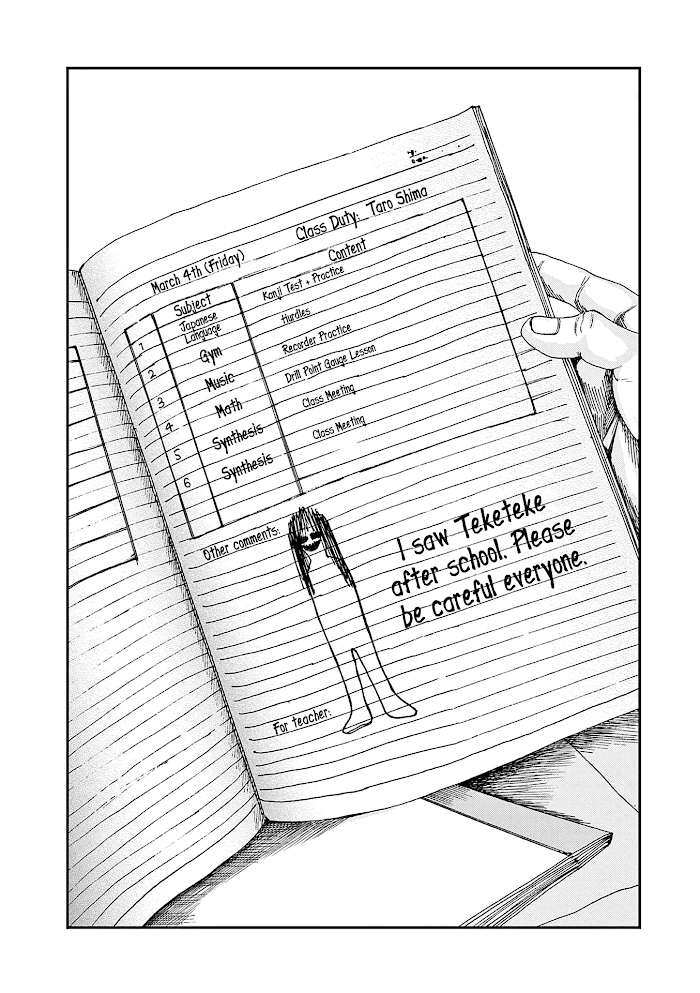 March 4th (Friday)
Class Duty: Taro Shima
Subject
Content
1
Japanese
Language
Kanji Test + Practice
2
Gym
Hurdles
3
Music
Recorder Practice
4
Math
Drill Point Gauge Lesson
5
Synthesis
Class Meeting
6
Synthesis
Class Meeting
Other comments:
I saw Teketeke
after school. Please
be careful everyone.
For teacher: